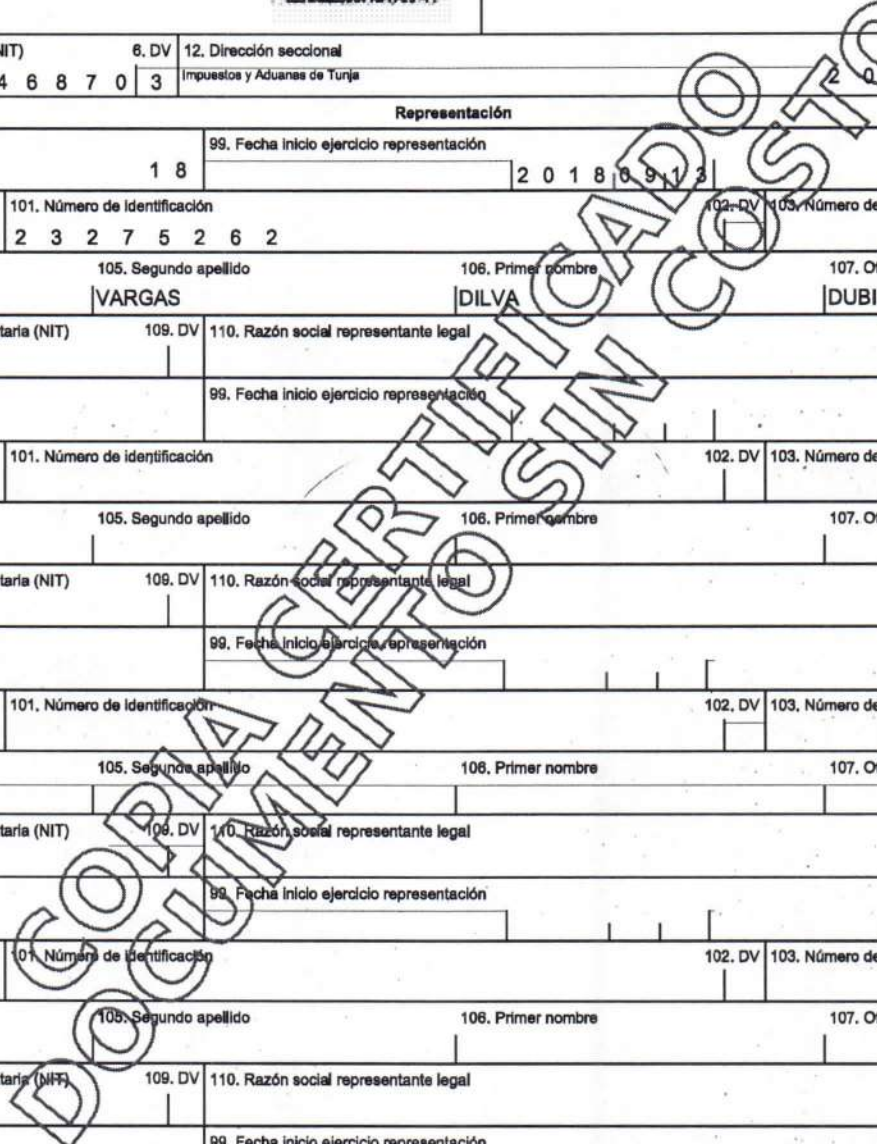 6. DV 12. Dirección seccional
4 6 8 7 0 3 Impuestos y Aduanas de Tunja 2 0
Representación
99. Fecha inicio ejercicio representación
1 8 2 0 1 8 0 9 1 3
101. Número de identificación 102. DV 103. Número de
2 3 2 7 5 2 6 2
105. Segundo apellido 106. Primer nombre 107.
VARGAS DILVA DUBI
(NIT) 109. DV 110. Razón social representante legal
99. Fecha inicio ejercicio representación
101. Número de identificación 102. DV 103. Número de
105. Segundo apellido 106. Primer nombre 107.
(NIT) 109. DV 110. Razón social representante legal
99. Fecha inicio ejercicio representación
101. Número de identificación 102. DV 103. Número de
105. Segundo apellido 106. Primer nombre 107.
(NIT) 109. DV 110. Razón social representante legal
99. Fecha inicio ejercicio representación
101. Número de identificación 102. DV 103. Número de
105. Segundo apellido 106. Primer nombre 107.
(NIT) 109. DV 110. Razón social representante legal
99. Fecha inicio ejercicio representación
COPIA CERTIFICADO
DOCUMENTO SIN COSTO